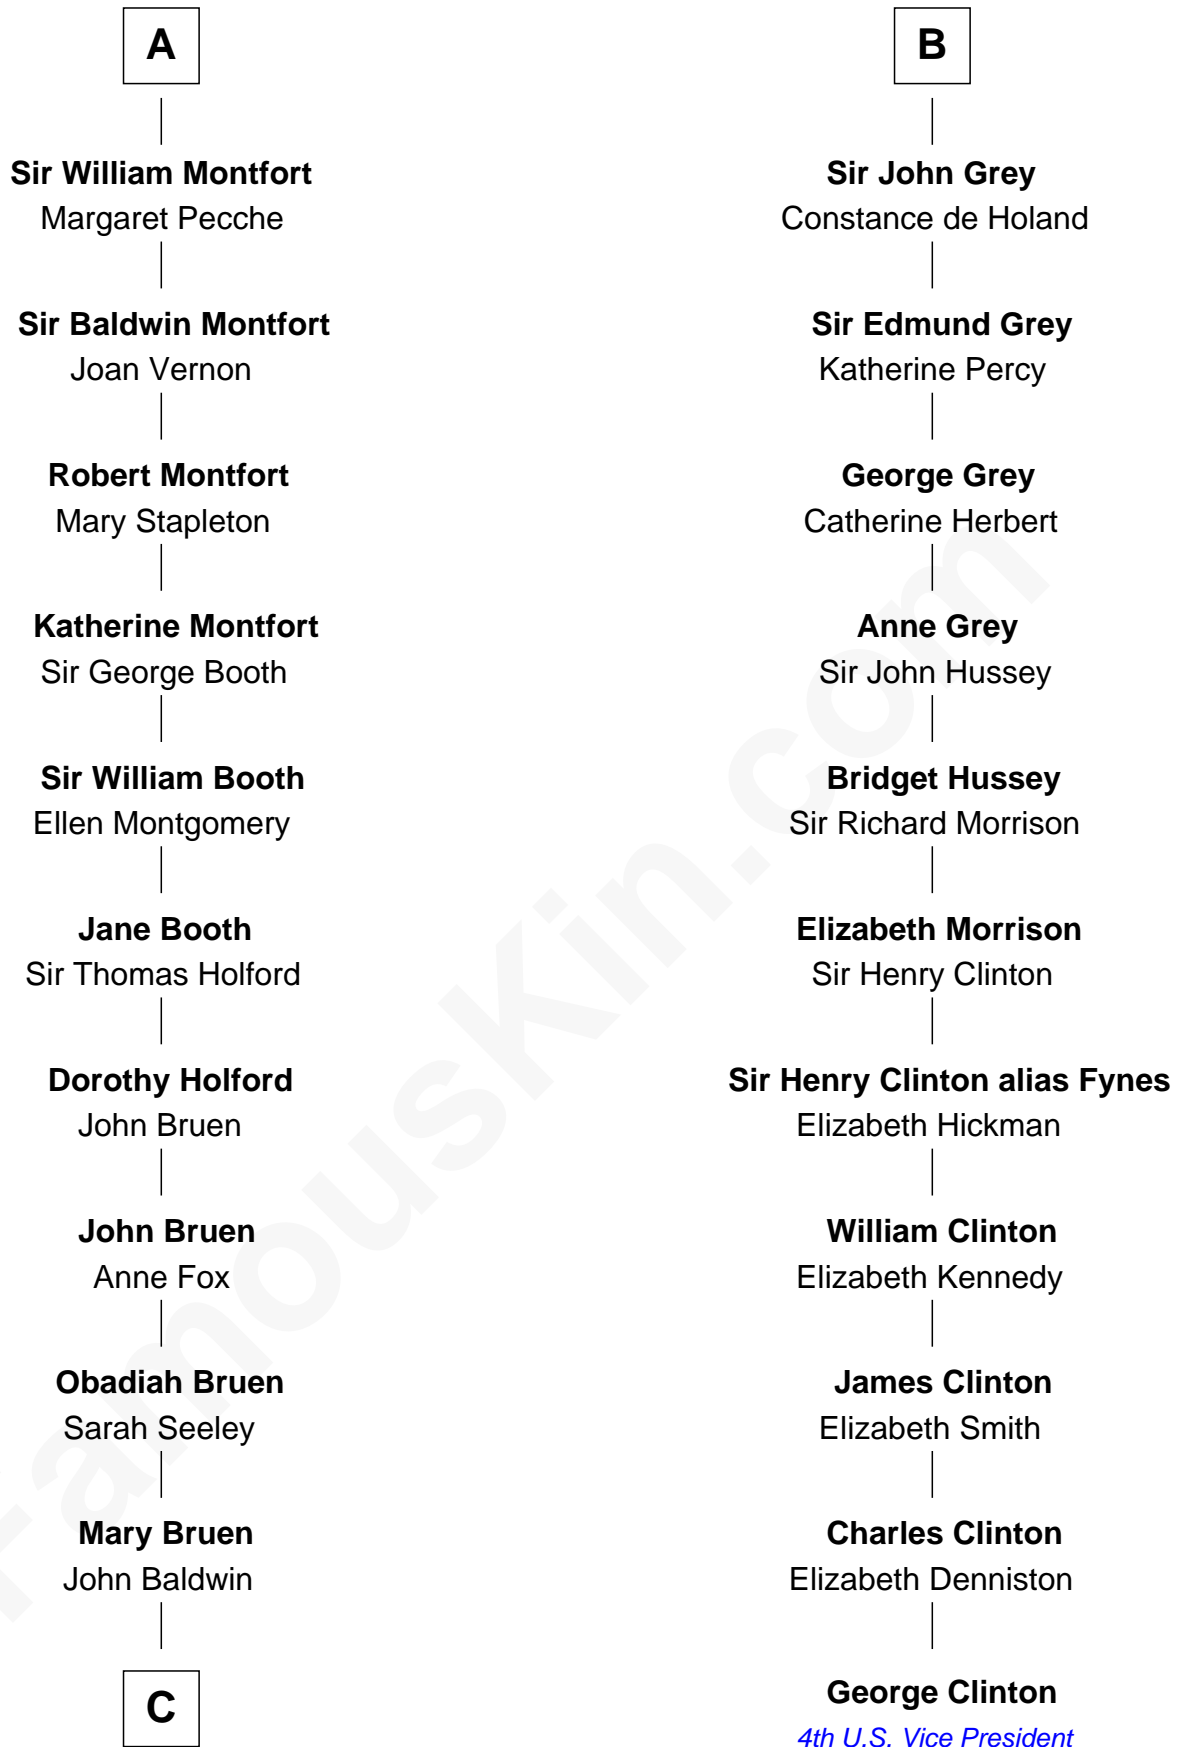 A
Sir William Montfort
Margaret Pecche
Sir Baldwin Montfort
Joan Vernon
Robert Montfort
Mary Stapleton
Katherine Montfort
Sir George Booth
Sir William Booth
Ellen Montgomery
Jane Booth
Sir Thomas Holford
Dorothy Holford
John Bruen
John Bruen
Anne Fox
Obadiah Bruen
Sarah Seeley
Mary Bruen
John Baldwin
C
B
Sir John Grey
Constance de Holand
Sir Edmund Grey
Katherine Percy
George Grey
Catherine Herbert
Anne Grey
Sir John Hussey
Bridget Hussey
Sir Richard Morrison
Elizabeth Morrison
Sir Henry Clinton
Sir Henry Clinton alias Fynes
Elizabeth Hickman
William Clinton
Elizabeth Kennedy
James Clinton
Elizabeth Smith
Charles Clinton
Elizabeth Denniston
George Clinton
4th U.S. Vice President
FamousKin.com